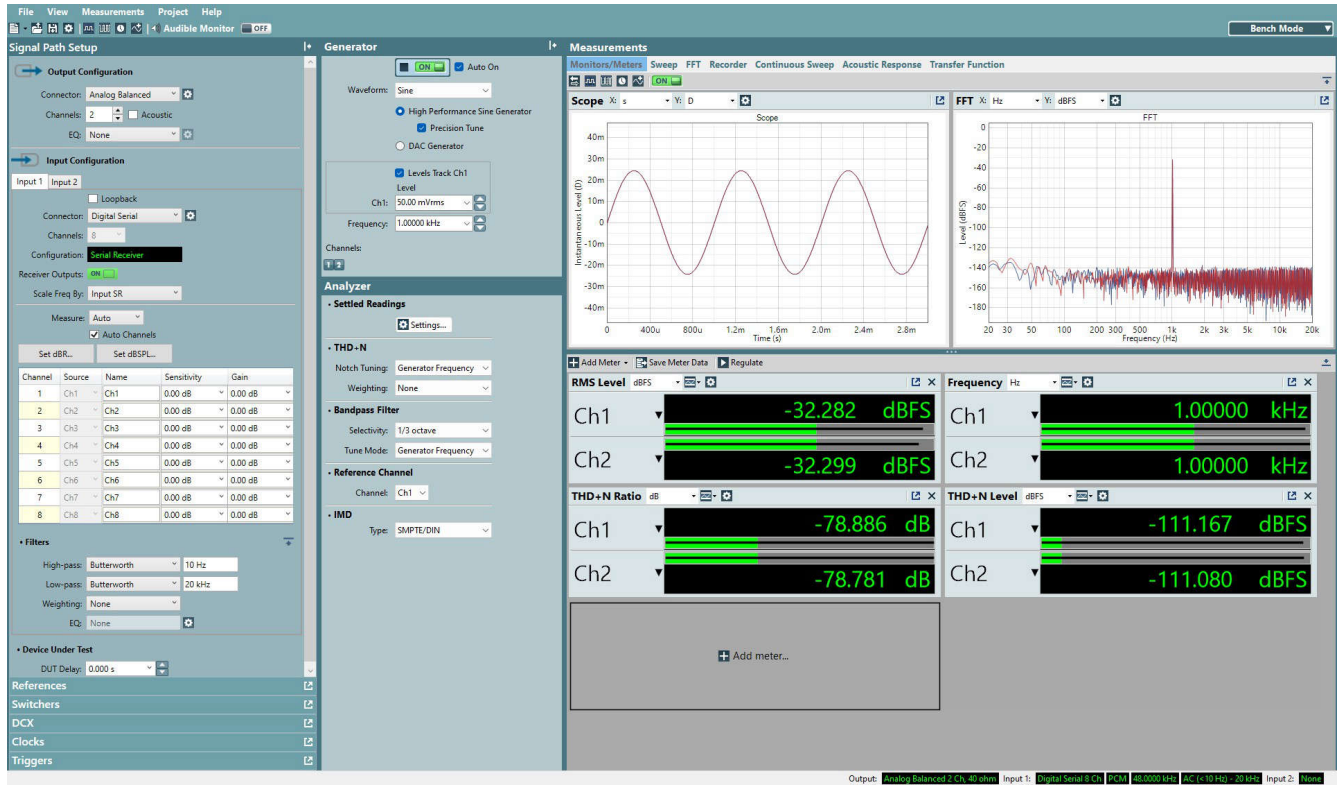 File View Measurements Project Help
Audible Monitor OFF
Bench Mode
Signal Path Setup
Output Configuration
Connector: Analog Balanced
Channels: 2 Acoustic
EQ: None
Input Configuration
Input 1 Input 2
Loopback
Connector: Digital Serial
Channels: 8
Configuration: Serial Receiver
Receiver Outputs: ON
Scale Freq By: Input SR
Measure: Auto
Auto Channels
Set dBR... Set dBSPL...
Channel Source Name Sensitivity Gain
1 Ch1 Ch1 0.00 dB 0.00 dB
2 Ch2 Ch2 0.00 dB 0.00 dB
3 Ch3 Ch3 0.00 dB 0.00 dB
4 Ch4 Ch4 0.00 dB 0.00 dB
5 Ch5 Ch5 0.00 dB 0.00 dB
6 Ch6 Ch6 0.00 dB 0.00 dB
7 Ch7 Ch7 0.00 dB 0.00 dB
8 Ch8 Ch8 0.00 dB 0.00 dB
• Filters
High-pass: Butterworth 10 Hz
Low-pass: Butterworth 20 kHz
Weighting: None
EQ: None
• Device Under Test
DUT Delay: 0.000 s
References
Switchers
DCX
Clocks
Triggers
Generator
ON Auto On
Waveform: Sine
High Performance Sine Generator
Precision Tune
DAC Generator
Levels Track Ch1
Level
Ch1: 50.00 mVrms
Frequency: 1.00000 kHz
Channels:
1 2
Analyzer
• Settled Readings
Settings...
• THD+N
Notch Tuning: Generator Frequency
Weighting: None
• Bandpass Filter
Selectivity: 1/3 octave
Tune Mode: Generator Frequency
• Reference Channel
Channel: Ch1
• IMD
Type: SMPTE/DIN
Measurements
Monitors/Meters Sweep FFT Recorder Continuous Sweep Acoustic Response Transfer Function
ON
Scope X: s Y: D
Scope
40m
30m
20m
10m
0
-10m
-20m
-30m
-40m
Instantaneous Level (D)
0 400u 800u 1.2m 1.6m 2.0m 2.4m 2.8m
Time (s)
FFT X: Hz Y: dBFS
FFT
0
-20
-40
-60
-80
-100
-120
-140
-160
-180
Level (dBFS)
20 30 50 100 200 300 500 1k 2k 3k 5k 10k 20k
Frequency (Hz)
Add Meter Save Meter Data Regulate
RMS Level dBFS
Ch1 -32.282 dBFS
Ch2 -32.299 dBFS
Frequency Hz
Ch1 1.00000 kHz
Ch2 1.00000 kHz
THD+N Ratio dB
Ch1 -78.886 dB
Ch2 -78.781 dB
THD+N Level dBFS
Ch1 -111.167 dBFS
Ch2 -111.080 dBFS
Add meter...
Output: Analog Balanced 2 Ch, 40 ohm Input 1: Digital Serial 8 Ch PCM 48.0000 kHz AC (<10 Hz) - 20 kHz Input 2: None